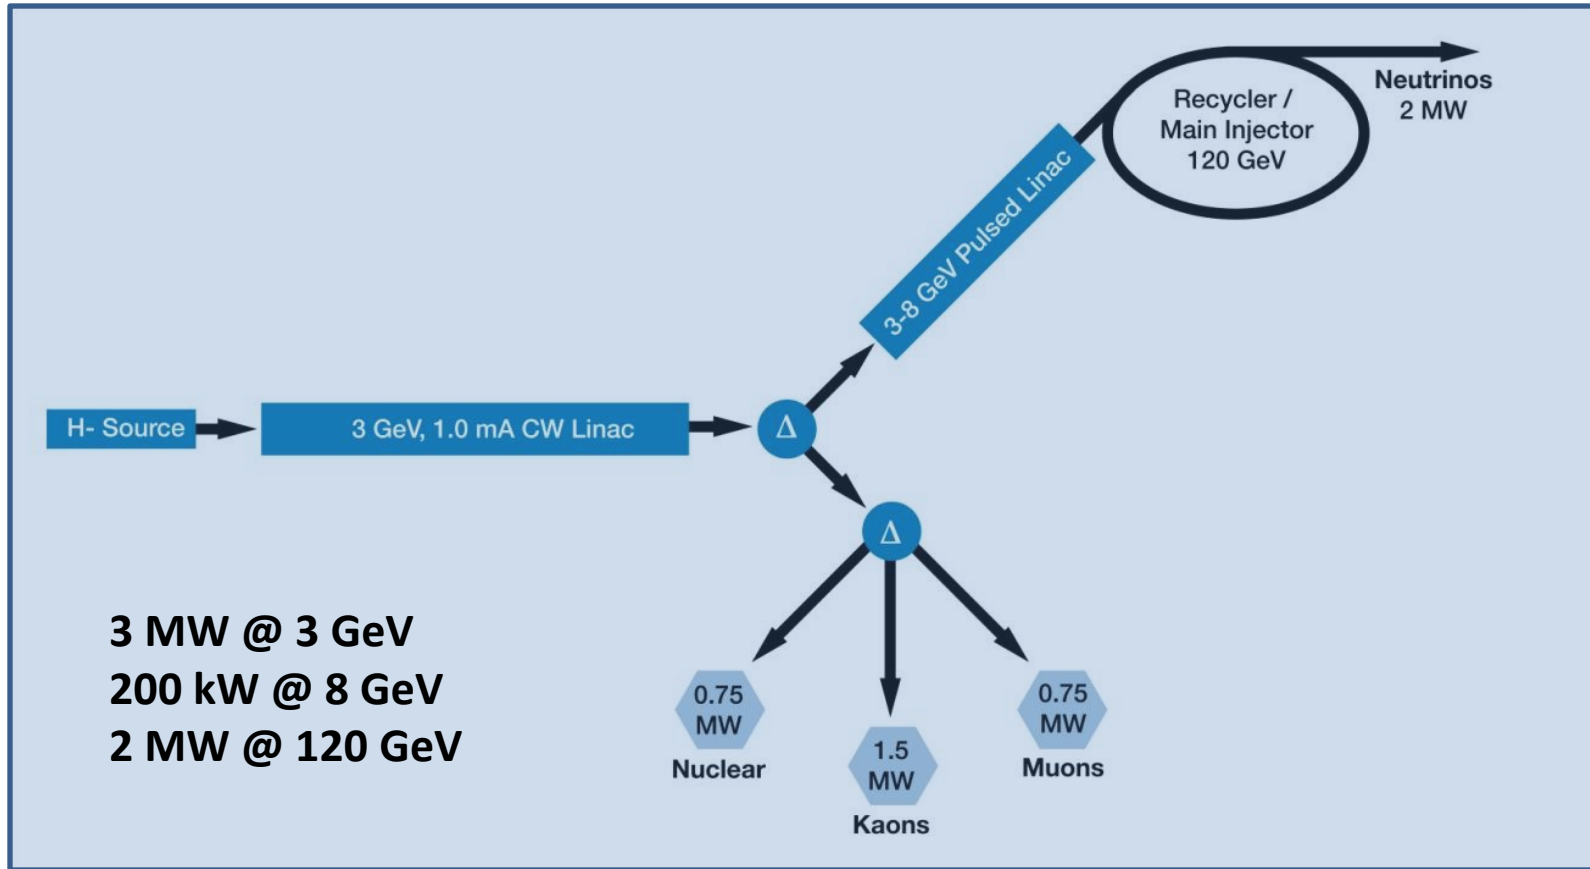 Neutrinos
2 MW
Recycler /
Main Injector
120 GeV
3-8 GeV Pulsed Linac
H- Source
3 GeV, 1.0 mA CW Linac
Δ
Δ
3 MW @ 3 GeV
200 kW @ 8 GeV
2 MW @ 120 GeV
0.75
MW
Nuclear
1.5
MW
Kaons
0.75
MW
Muons